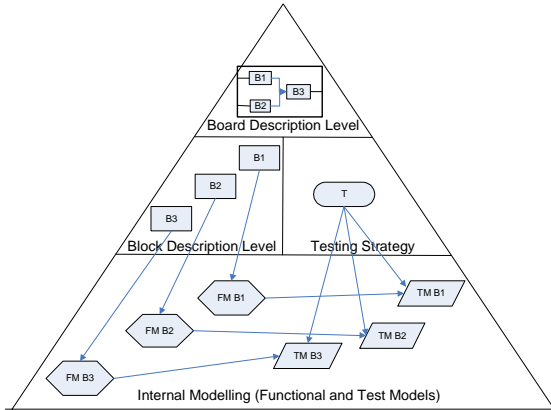 B1
B3
B2
Board Description Level
B1
B2
T
B3
Block Description Level
Testing Strategy
FM B1
TM B1
FM B2
TM B2
TM B3
FM B3
Internal Modelling (Functional and Test Models)